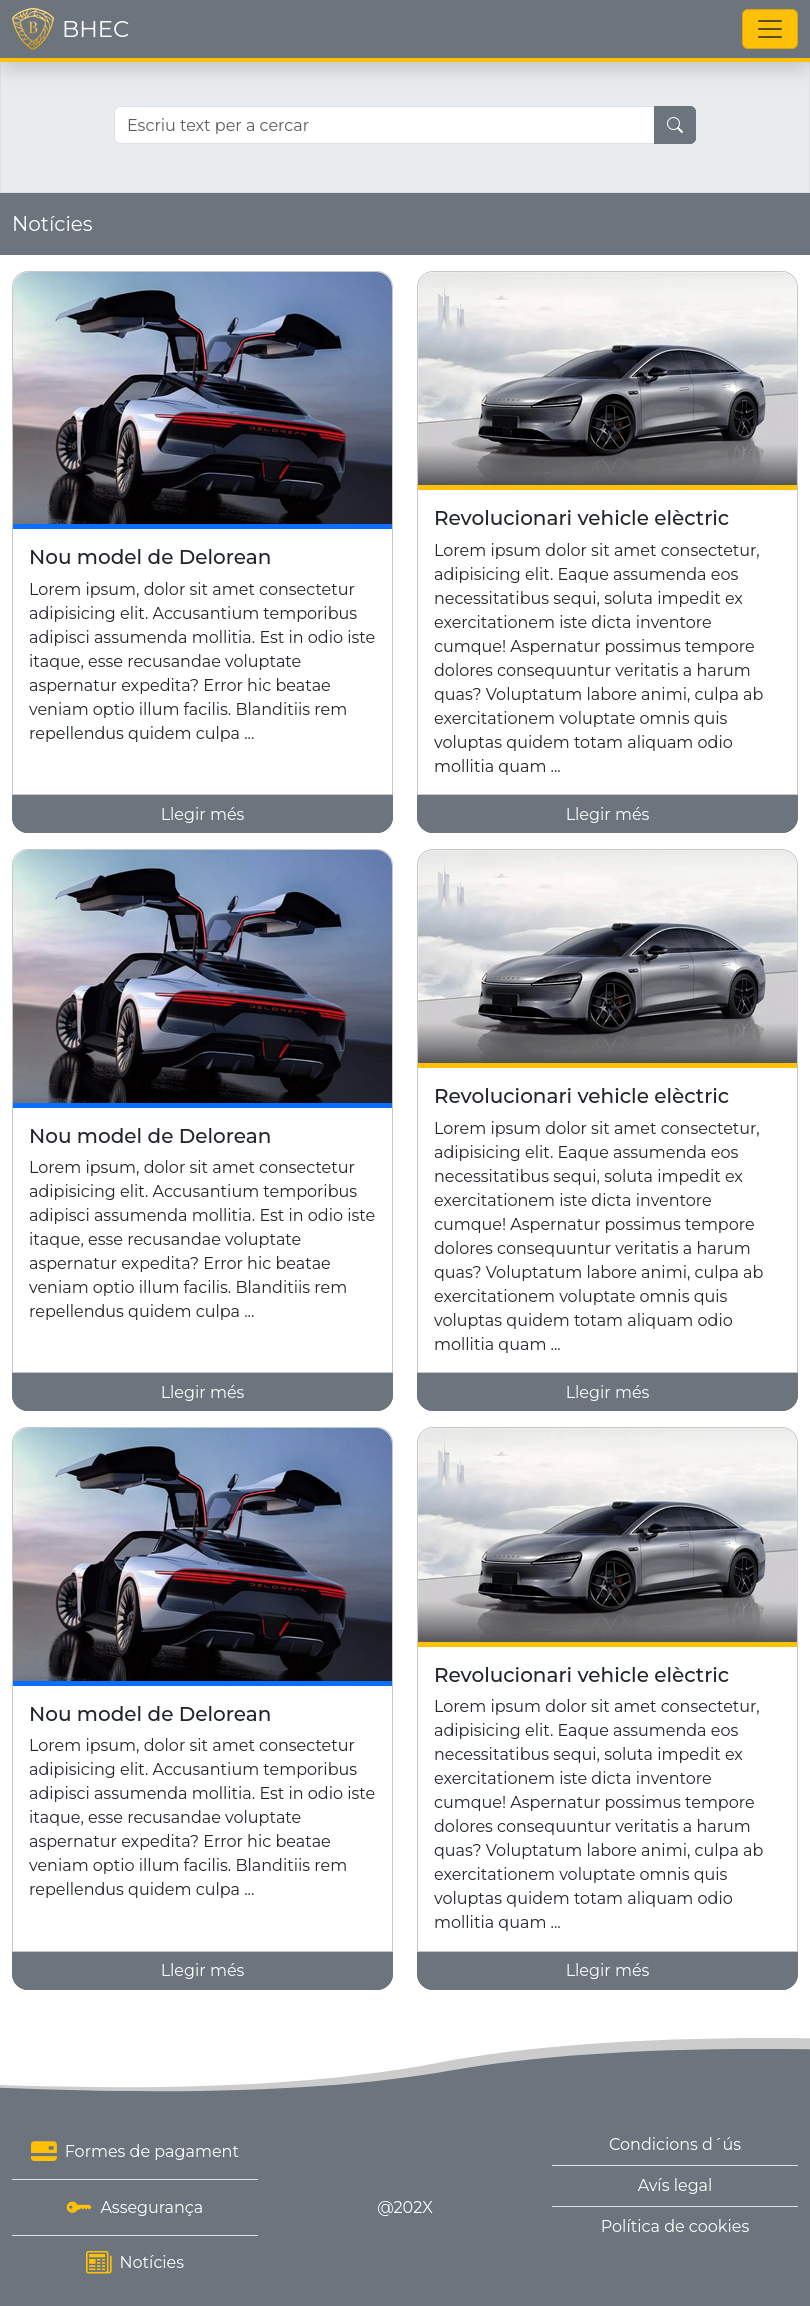 BHEC
Escriu text per a cercar
Notícies
DELOREAN
Nou model de Delorean
Lorem ipsum, dolor sit amet consectetur
adipisicing elit. Accusantium temporibus
adipisci assumenda mollitia. Est in odio iste
itaque, esse recusandae voluptate
aspernatur expedita? Error hic beatae
veniam optio illum facilis. Blanditiis rem
repellendus quidem culpa ...
Llegir més
Revolucionari vehicle elèctric
Lorem ipsum dolor sit amet consectetur,
adipisicing elit. Eaque assumenda eos
necessitatibus sequi, soluta impedit ex
exercitationem iste dicta inventore
cumque! Aspernatur possimus tempore
dolores consequuntur veritatis a harum
quas? Voluptatum labore animi, culpa ab
exercitationem voluptate omnis quis
voluptas quidem totam aliquam odio
mollitia quam ...
Llegir més
DELOREAN
Nou model de Delorean
Lorem ipsum, dolor sit amet consectetur
adipisicing elit. Accusantium temporibus
adipisci assumenda mollitia. Est in odio iste
itaque, esse recusandae voluptate
aspernatur expedita? Error hic beatae
veniam optio illum facilis. Blanditiis rem
repellendus quidem culpa ...
Llegir més
Revolucionari vehicle elèctric
Lorem ipsum dolor sit amet consectetur,
adipisicing elit. Eaque assumenda eos
necessitatibus sequi, soluta impedit ex
exercitationem iste dicta inventore
cumque! Aspernatur possimus tempore
dolores consequuntur veritatis a harum
quas? Voluptatum labore animi, culpa ab
exercitationem voluptate omnis quis
voluptas quidem totam aliquam odio
mollitia quam ...
Llegir més
DELOREAN
Nou model de Delorean
Lorem ipsum, dolor sit amet consectetur
adipisicing elit. Accusantium temporibus
adipisci assumenda mollitia. Est in odio iste
itaque, esse recusandae voluptate
aspernatur expedita? Error hic beatae
veniam optio illum facilis. Blanditiis rem
repellendus quidem culpa ...
Llegir més
Revolucionari vehicle elèctric
Lorem ipsum dolor sit amet consectetur,
adipisicing elit. Eaque assumenda eos
necessitatibus sequi, soluta impedit ex
exercitationem iste dicta inventore
cumque! Aspernatur possimus tempore
dolores consequuntur veritatis a harum
quas? Voluptatum labore animi, culpa ab
exercitationem voluptate omnis quis
voluptas quidem totam aliquam odio
mollitia quam ...
Llegir més
Formes de pagament
Assegurança
Notícies
@202X
Condicions d´ús
Avís legal
Política de cookies